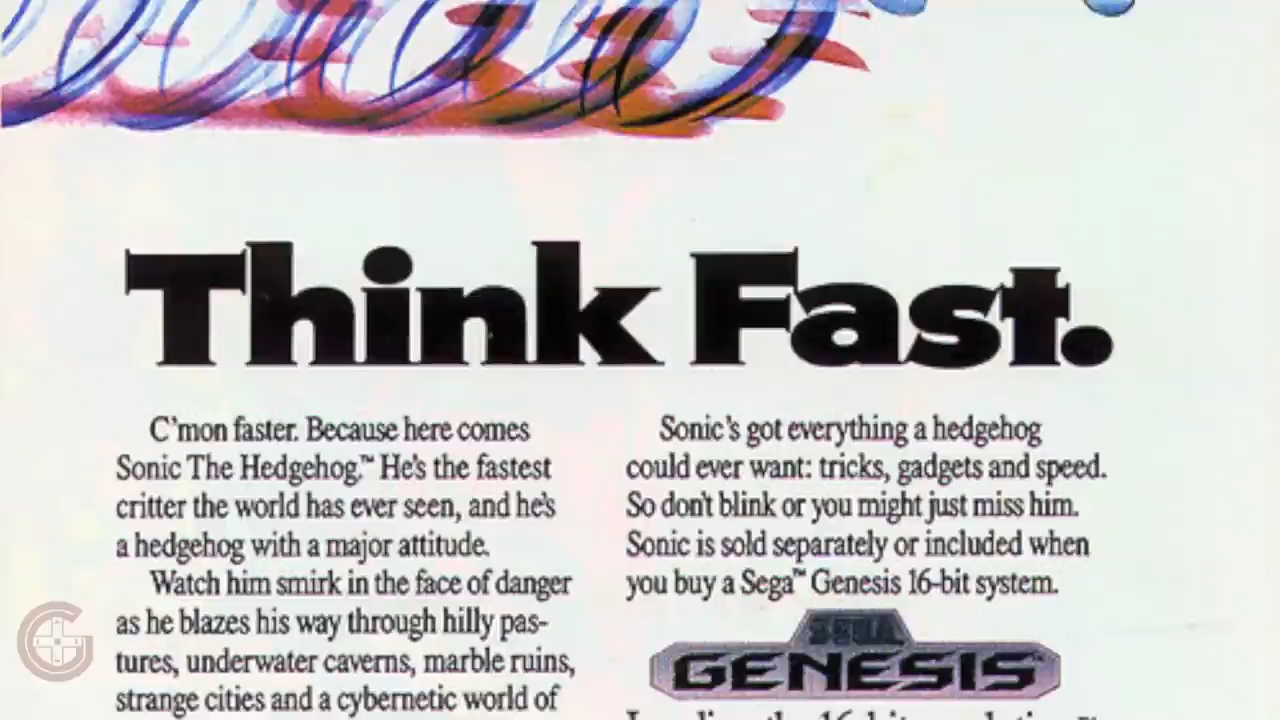 Think Fast.
C'mon faster. Because here comes
Sonic The Hedgehog.™ He's the fastest
critter the world has ever seen, and he's
a hedgehog with a major attitude.
Watch him smirk in the face of danger
as he blazes his way through hilly pas-
tures, underwater caverns, marble ruins,
strange cities and a cybernetic world of
Sonic's got everything a hedgehog
could ever want: tricks, gadgets and speed.
So don't blink or you might just miss him.
Sonic is sold separately or included when
you buy a Sega™ Genesis 16-bit system.
SEGA
GENESIS™